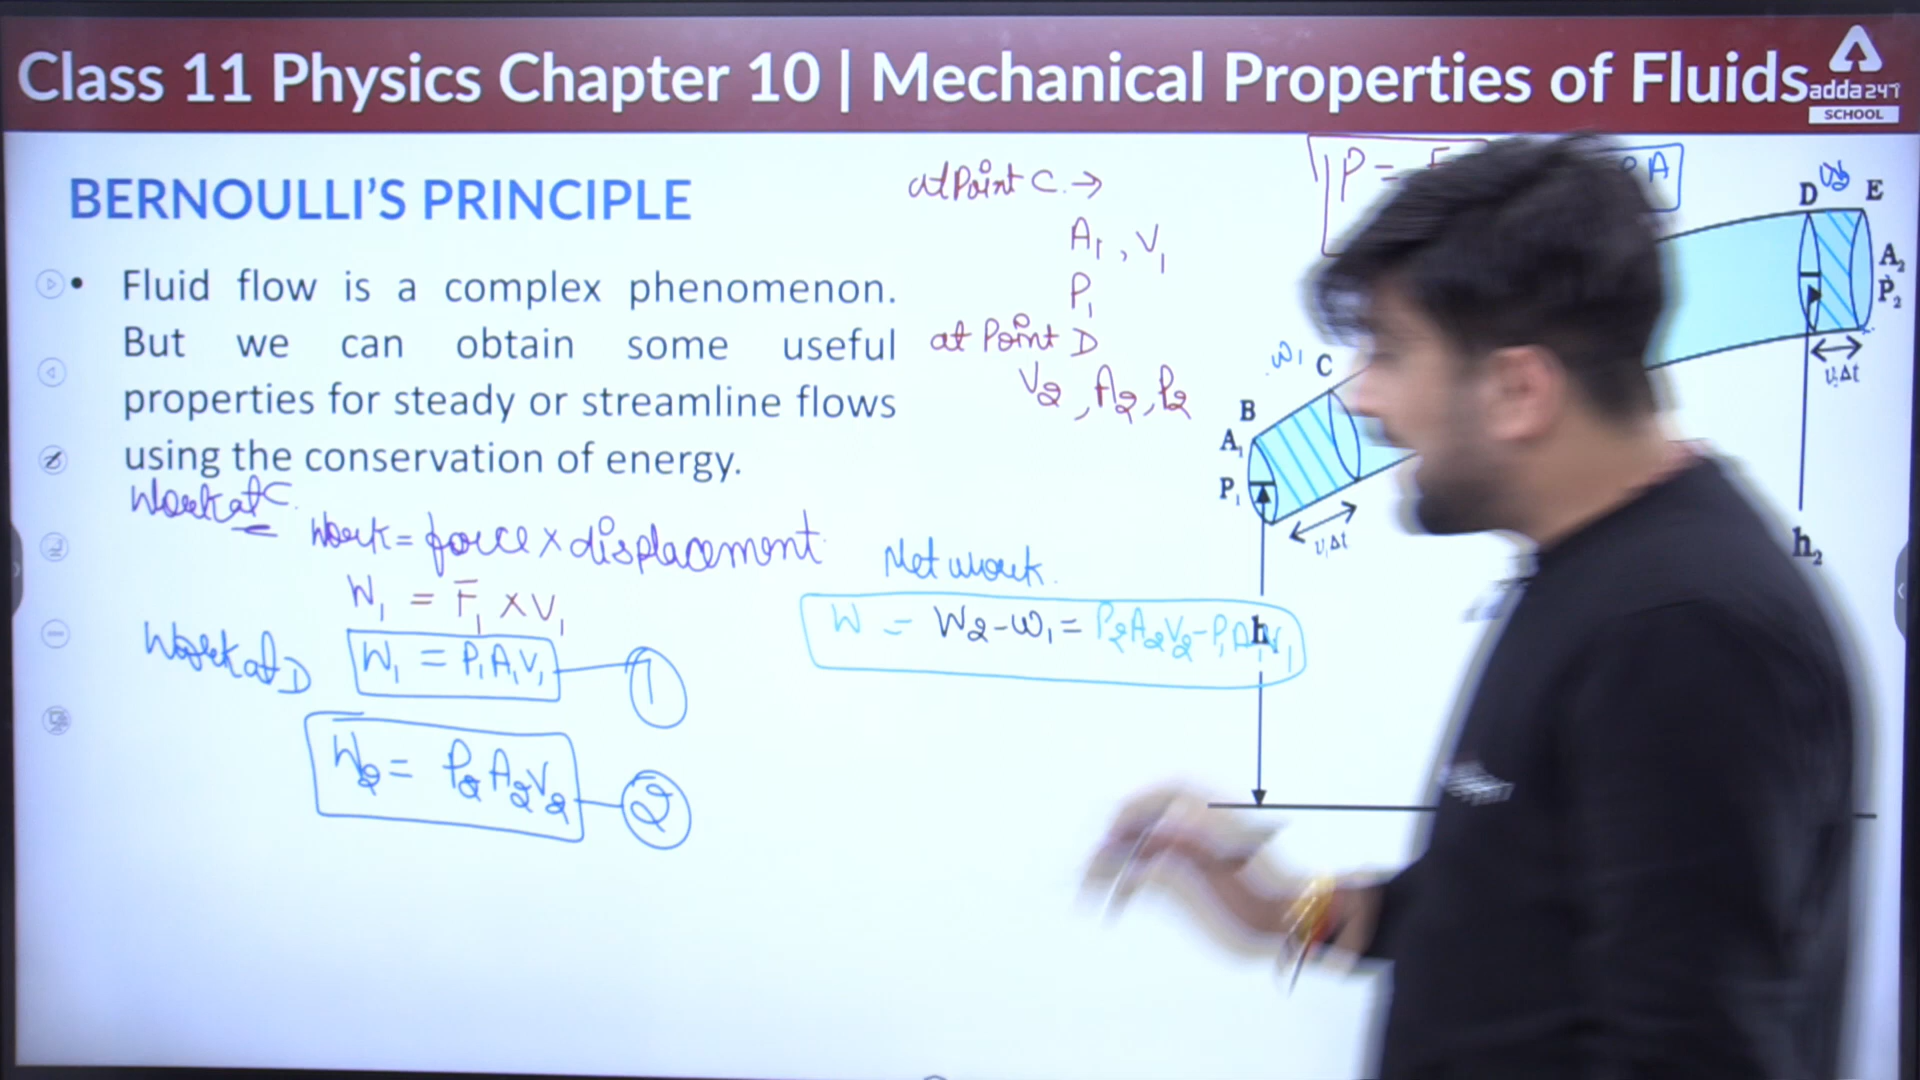 Class 11 Physics Chapter 10 | Mechanical Properties of Fluids
adda247
SCHOOL
BERNOULLI'S PRINCIPLE
• Fluid flow is a complex phenomenon.
But we can obtain some useful
properties for steady or streamline flows
using the conservation of energy.
at Point C →
A₁, V₁
P₁
at Point D
V₂, A₂, P₂
Work at C
Work = force × displacement
W₁ = F₁ × V₁
W₁ = P₁A₁V₁ — 1
Work at D
W₂ = P₂A₂V₂ — 2
Net work
W = W₂ - W₁ = P₂A₂V₂ - P₁A₁V₁
P =
A
D
E
A₂
P₂
h₂
W₁
C
B
A₁
P₁
v₁Δt
h